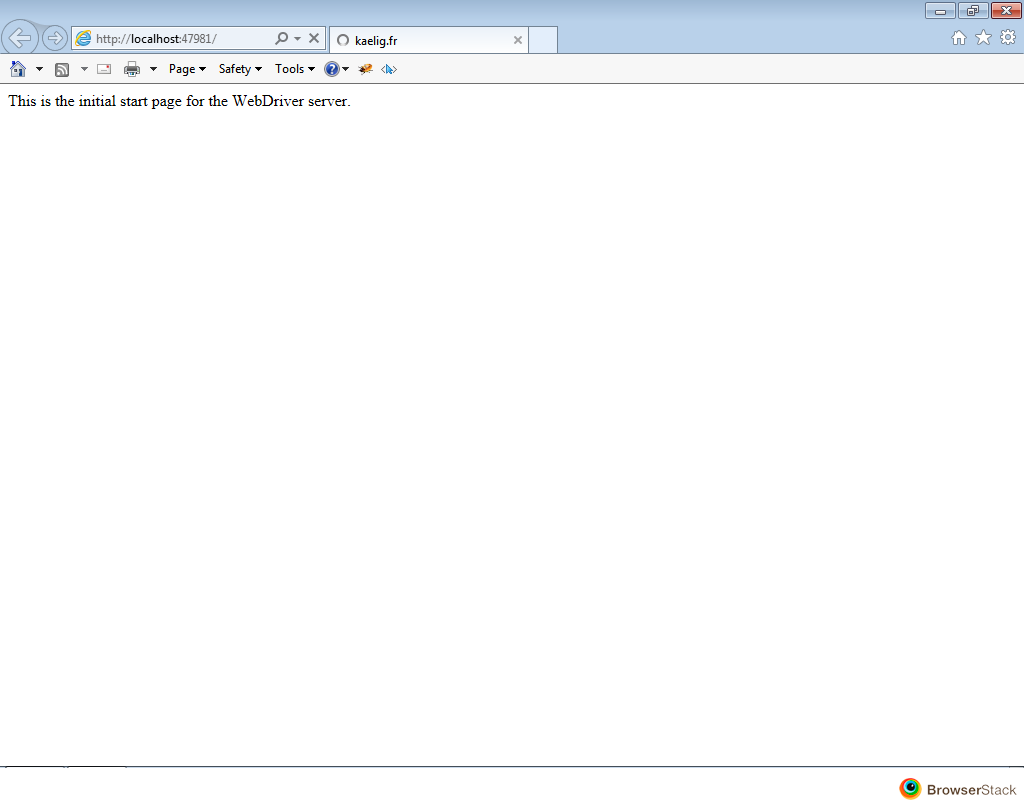 http://localhost:47981/
kaelig.fr
Page Safety Tools
This is the initial start page for the WebDriver server.
BrowserStack